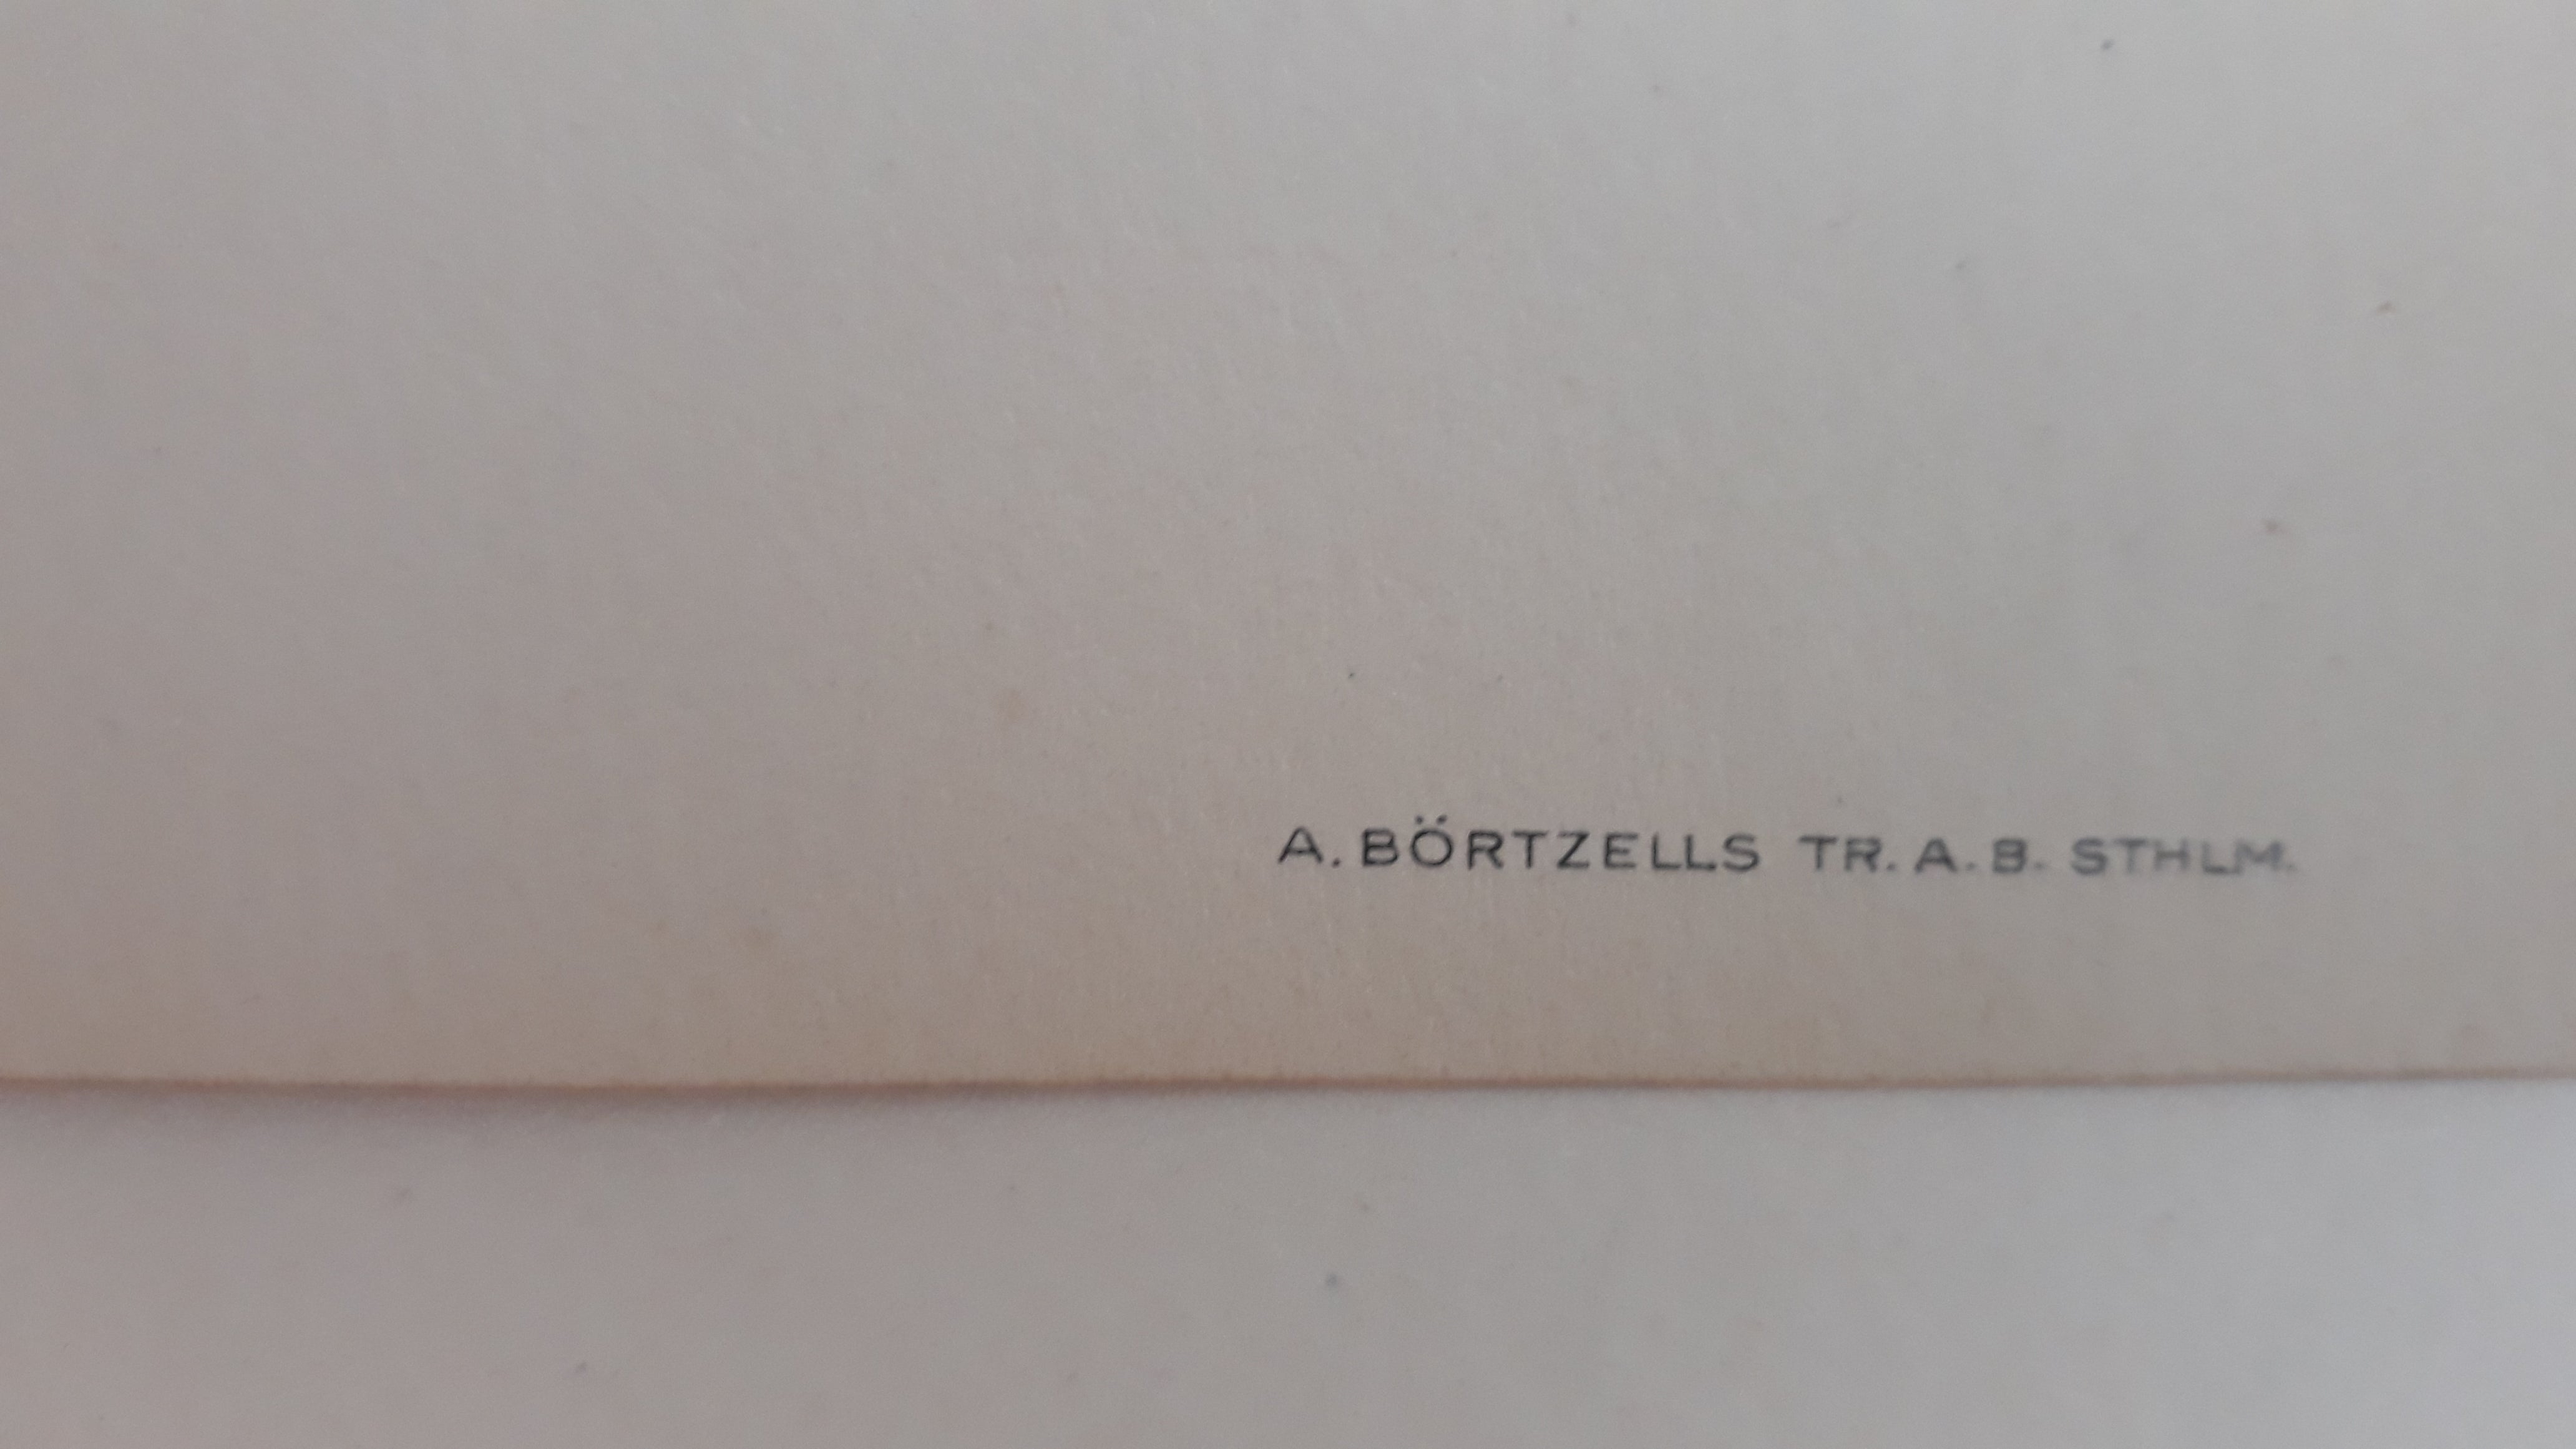 A. BÖRTZELLS TR. A. B. STHLM.